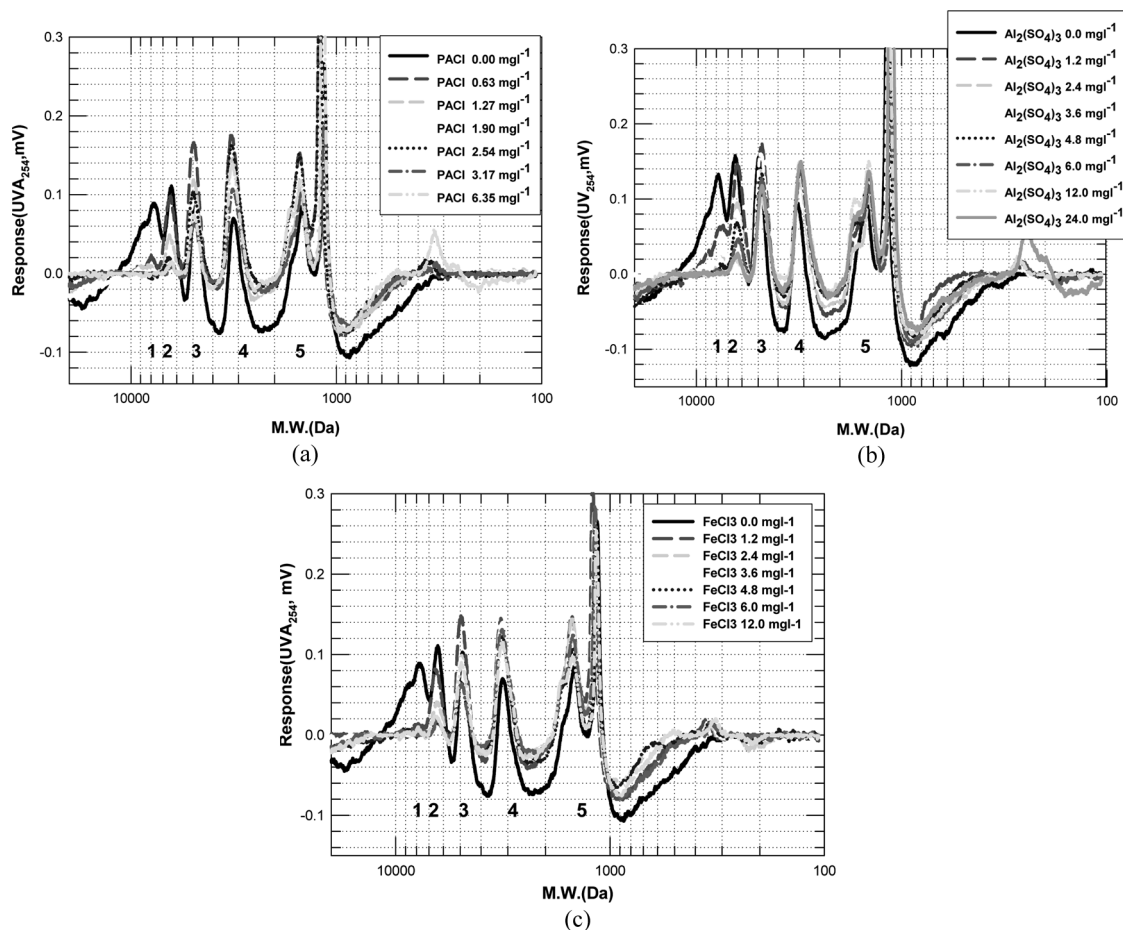 (a)
Response(UVA254,mV)
0.3
0.2
0.1
0.0
-0.1
PACl 0.00 mgl-1
PACl 0.63 mgl-1
PACl 1.27 mgl-1
PACl 1.90 mgl-1
PACl 2.54 mgl-1
PACl 3.17 mgl-1
PACl 6.35 mgl-1
1 2 3 4 5
10000 1000 100
M.W.(Da)
(a)
Response(UV254,mV)
0.3
0.2
0.1
0.0
-0.1
Al2(SO4)3 0.0 mgl-1
Al2(SO4)3 1.2 mgl-1
Al2(SO4)3 2.4 mgl-1
Al2(SO4)3 3.6 mgl-1
Al2(SO4)3 4.8 mgl-1
Al2(SO4)3 6.0 mgl-1
Al2(SO4)3 12.0 mgl-1
Al2(SO4)3 24.0 mgl-1
1 2 3 4 5
10000 1000 100
M.W.(Da)
(b)
Response(UVA254, mV)
0.3
0.2
0.1
0.0
-0.1
FeCl3 0.0 mgl-1
FeCl3 1.2 mgl-1
FeCl3 2.4 mgl-1
FeCl3 3.6 mgl-1
FeCl3 4.8 mgl-1
FeCl3 6.0 mgl-1
FeCl3 12.0 mgl-1
1 2 3 4 5
10000 1000 100
M.W.(Da)
(c)